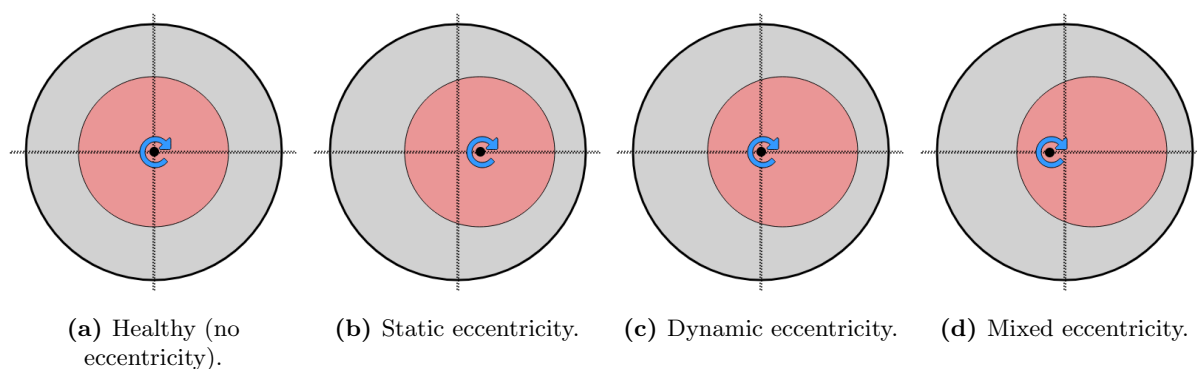 (a) Healthy (no
eccentricity).
(b) Static eccentricity.
(c) Dynamic eccentricity.
(d) Mixed eccentricity.